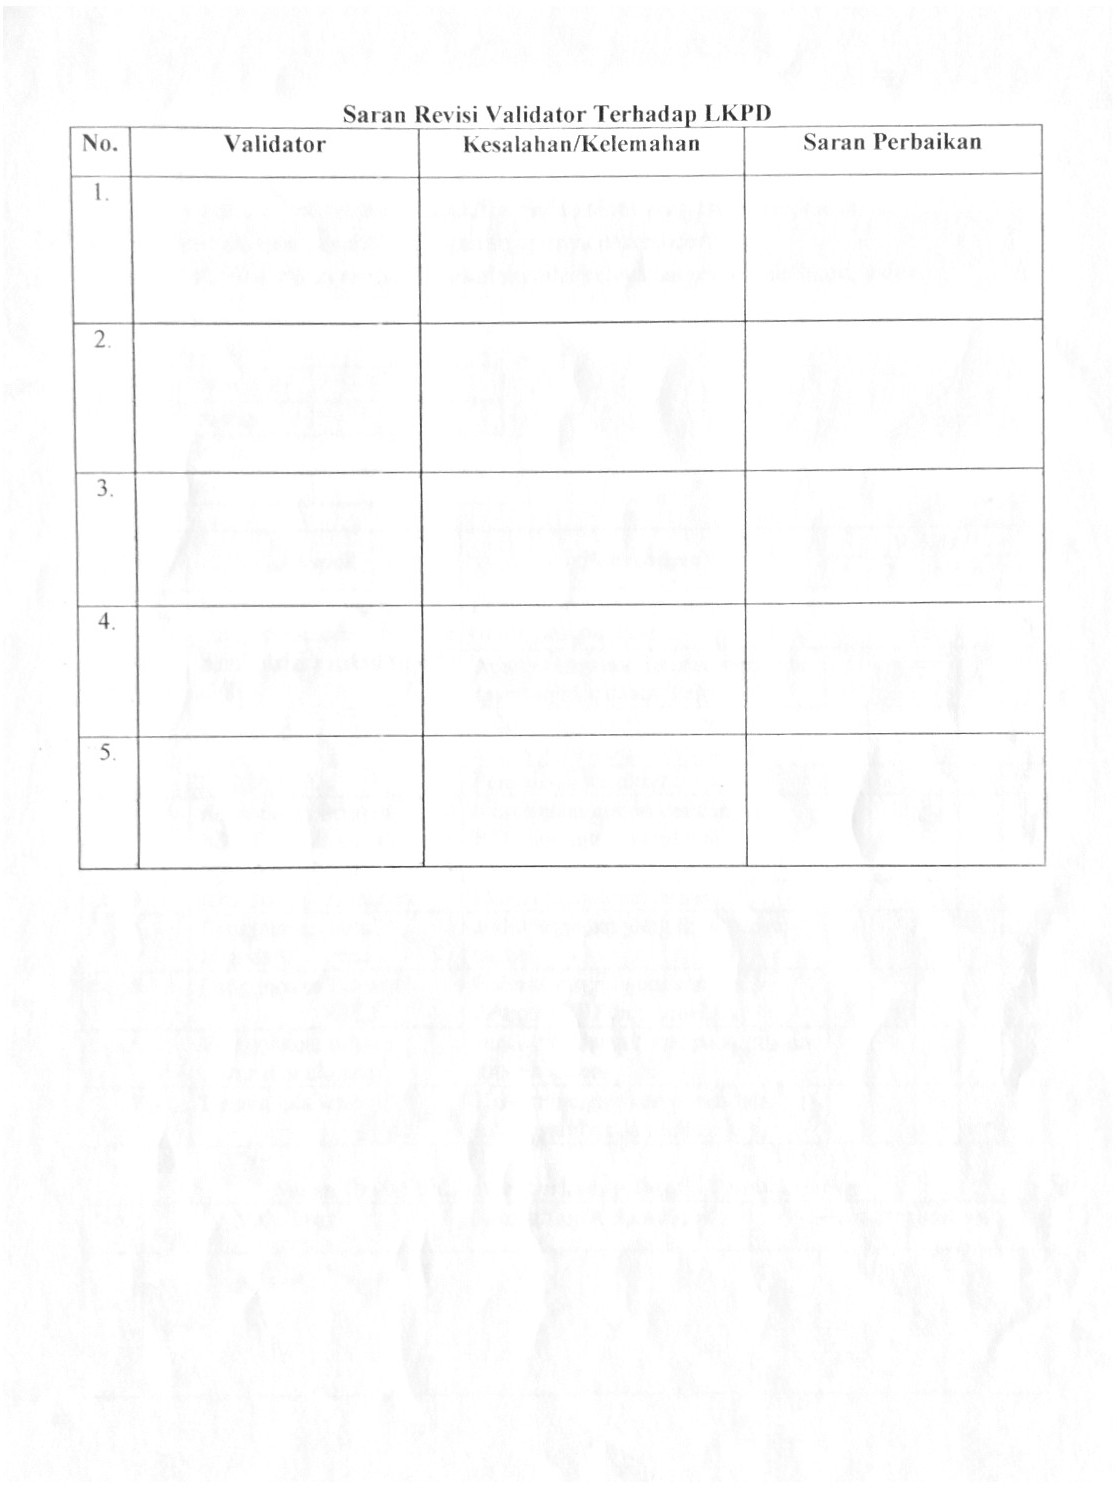 Saran Revisi Validator Terhadap LKPD
No. Validator Kesalahan/Kelemahan Saran Perbaikan
1.
2.
3.
4.
5.